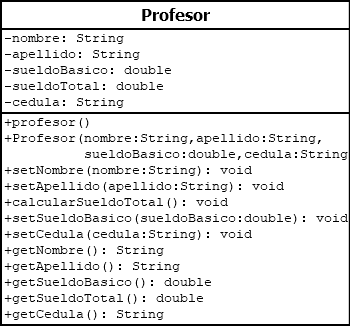 Profesor
-nombre: String
-apellido: String
-sueldoBasico: double
-sueldoTotal: double
-cedula: String
+profesor()
+Profesor(nombre:String,apellido:String,
sueldoBasico:double,cedula:String
+setNombre(nombre:String): void
+setApellido(apellido:String): void
+calcularSueldoTotal(): void
+setSueldoBasico(sueldoBasico:double): void
+setCedula(cedula:String): void
+getNombre(): String
+getApellido(): String
+getSueldoBasico(): double
+getSueldoTotal(): double
+getCedula(): String